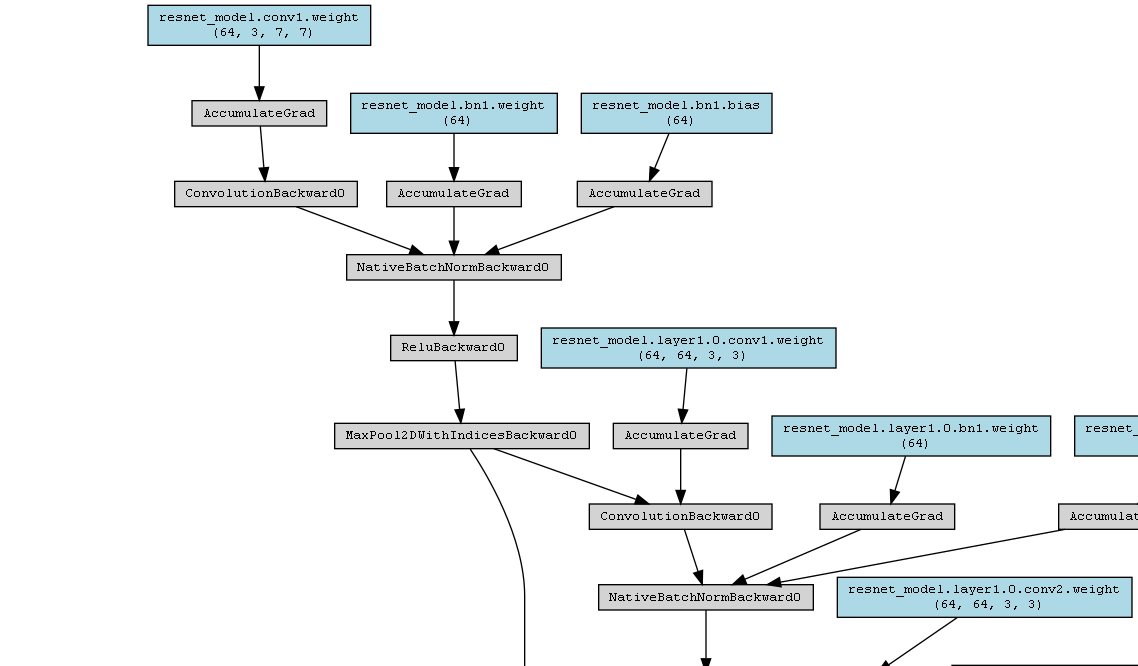 resnet_model.conv1.weight
(64, 3, 7, 7)
AccumulateGrad
resnet_model.bn1.weight
(64)
resnet_model.bn1.bias
(64)
ConvolutionBackward0
AccumulateGrad
AccumulateGrad
NativeBatchNormBackward0
ReluBackward0
resnet_model.layer1.0.conv1.weight
(64, 64, 3, 3)
MaxPool2DWithIndicesBackward0
AccumulateGrad
resnet_model.layer1.0.bn1.weight
(64)
resnet_
ConvolutionBackward0
AccumulateGrad
Accumulat
NativeBatchNormBackward0
resnet_model.layer1.0.conv2.weight
(64, 64, 3, 3)